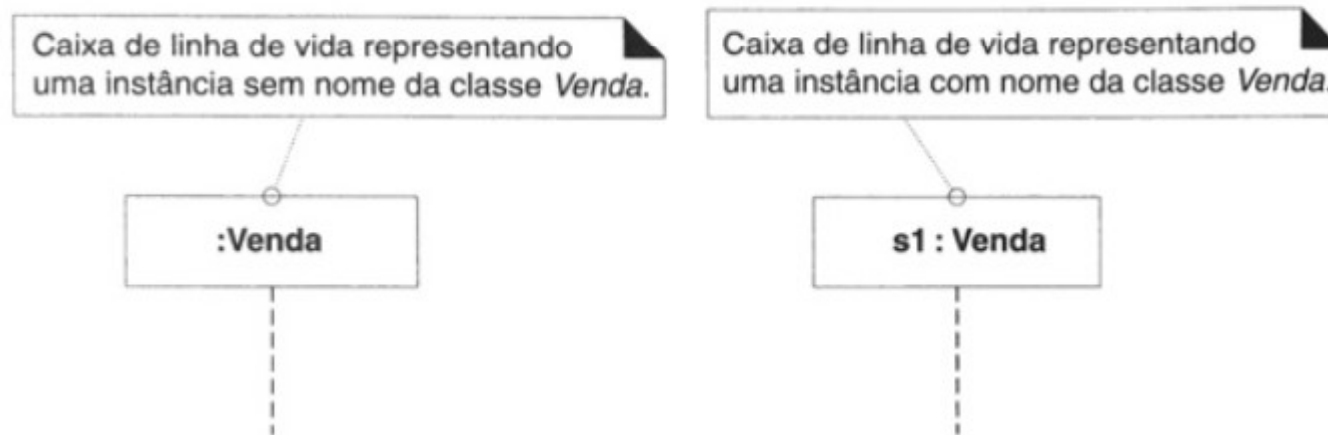 Caixa de linha de vida representando
uma instância sem nome da classe Venda.
Caixa de linha de vida representando
uma instância com nome da classe Venda.
:Venda
s1 : Venda